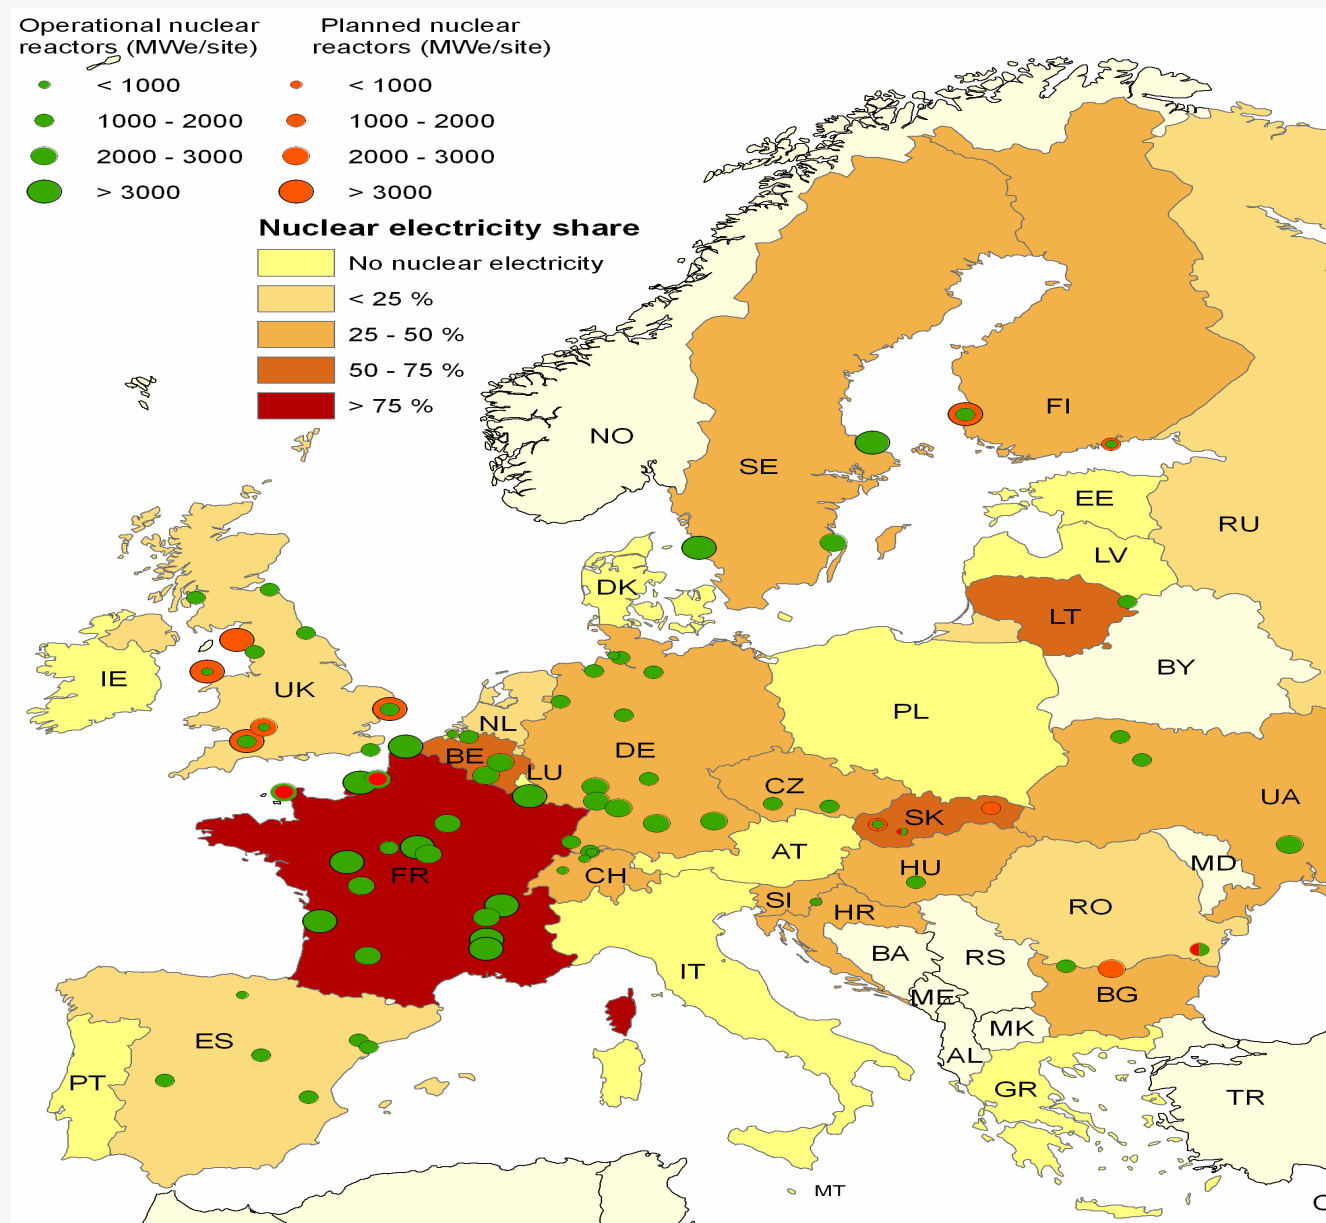 Operational nuclear
reactors (MWe/site)
< 1000
1000 - 2000
2000 - 3000
> 3000
Planned nuclear
reactors (MWe/site)
< 1000
1000 - 2000
2000 - 3000
> 3000
Nuclear electricity share
No nuclear electricity
< 25 %
25 - 50 %
50 - 75 %
> 75 %
FI
NO
SE
EE
RU
LV
DK
LT
BY
IE
UK
NL
PL
DE
BE
LU
CZ
UA
SK
AT
MD
HU
FR
CH
SI
HR
RO
BA
RS
IT
ME
BG
MK
ES
AL
PT
GR
TR
MT
C